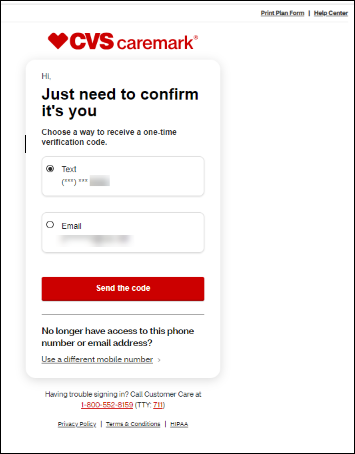 Print Plan Form | Help Center
CVS caremark®
Hi,
Just need to confirm
it's you
Choose a way to receive a one-time
verification code.
Text
(***) ***
Email
Send the code
No longer have access to this phone
number or email address?
Use a different mobile number ›
Having trouble signing in? Call Customer Care at
1-800-552-8159 (TTY: 711)
Privacy Policy | Terms & Conditions | HIPAA